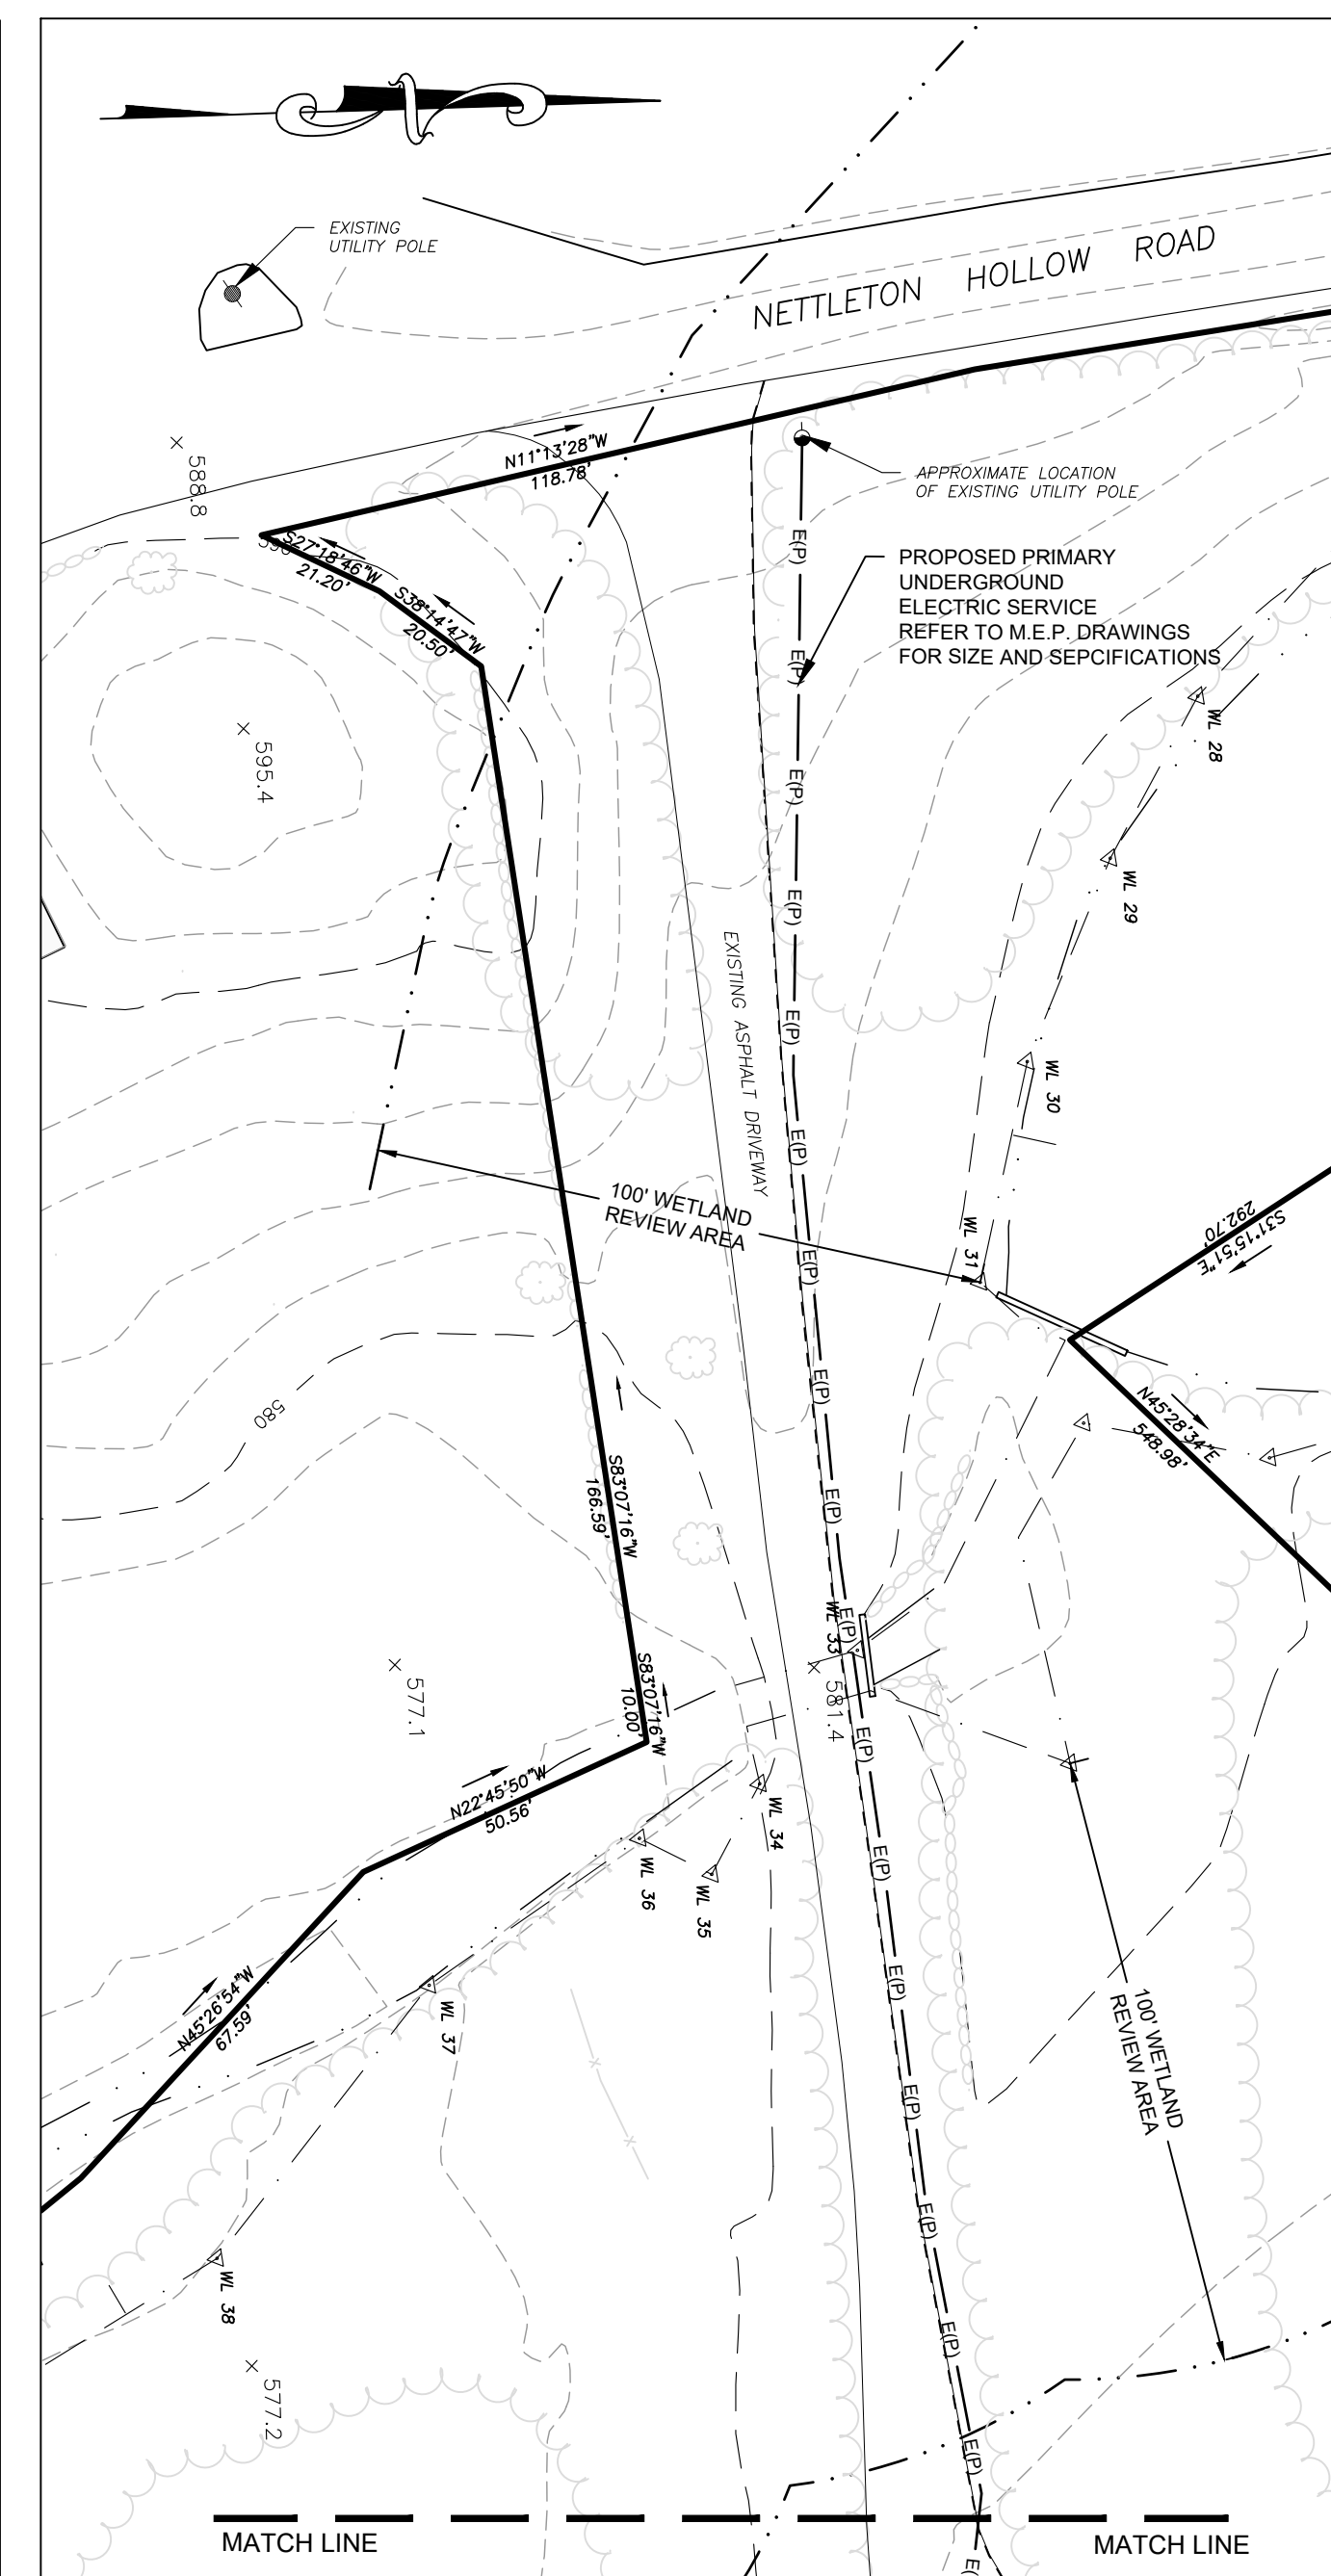 EXISTING
UTILITY POLE
NETTLETON HOLLOW ROAD
588.8
N11°13'28"W
118.78'
APPROXIMATE LOCATION
OF EXISTING UTILITY POLE
590
S27°18'46"W
21.20'
S38°14'47"W
20.50'
E(P)
PROPOSED PRIMARY
UNDERGROUND
ELECTRIC SERVICE
REFER TO M.E.P. DRAWINGS
FOR SIZE AND SEPCIFICATIONS
E(P)
WL 28
595.4
E(P)
WL 29
E(P)
EXISTING ASPHALT DRIVEWAY
E(P)
WL 30
E(P)
100' WETLAND
REVIEW AREA
WL 31
E(P)
S31°15'51"E
292.70'
E(P)
580
N45°28'34"E
548.98'
E(P)
S83°07'16"W
166.59'
E(P)
WL 33
581.4
577.1
S83°07'16"W
10.00'
E(P)
N22°45'50"W
50.56'
WL 34
E(P)
WL 36
WL 35
E(P)
N45°26'54"W
67.59'
WL 37
100' WETLAND
REVIEW AREA
E(P)
E(P)
WL 38
E(P)
577.2
E(P)
MATCH LINE
MATCH LINE
E(